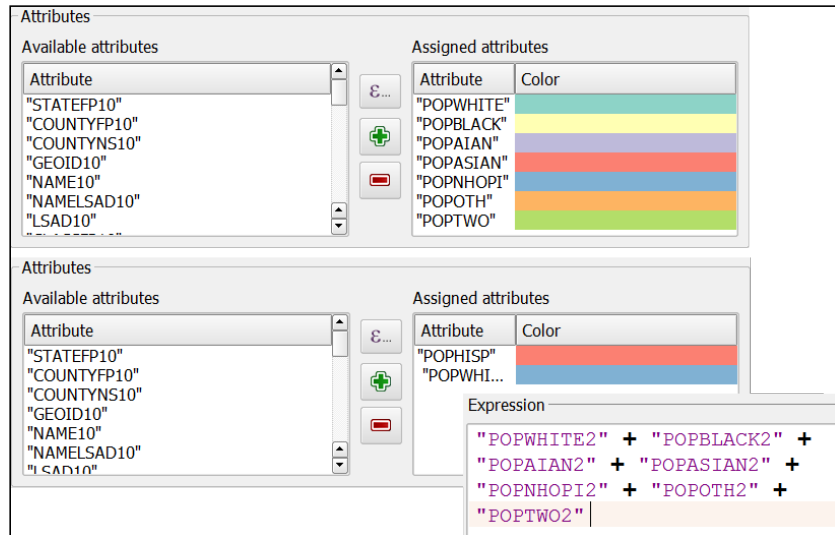 Attributes
Available attributes
Assigned attributes
Attribute
Attribute Color
"STATEFP10"
"COUNTYFP10"
"COUNTYNS10"
"GEOID10"
"NAME10"
"NAMELSAD10"
"LSAD10"
ε...
"POPWHITE"
"POPBLACK"
"POPAIAN"
"POPASIAN"
"POPNHOPI"
"POPOTH"
"POPTWO"
Attributes
Available attributes
Assigned attributes
Attribute
Attribute Color
"STATEFP10"
"COUNTYFP10"
"COUNTYNS10"
"GEOID10"
"NAME10"
"NAMELSAD10"
"LSAD10"
ε...
"POPHISP"
"POPWHI...
Expression
"POPWHITE2" + "POPBLACK2" +
"POPAIAN2" + "POPASIAN2" +
"POPNHOPI2" + "POPOTH2" +
"POPTWO2"